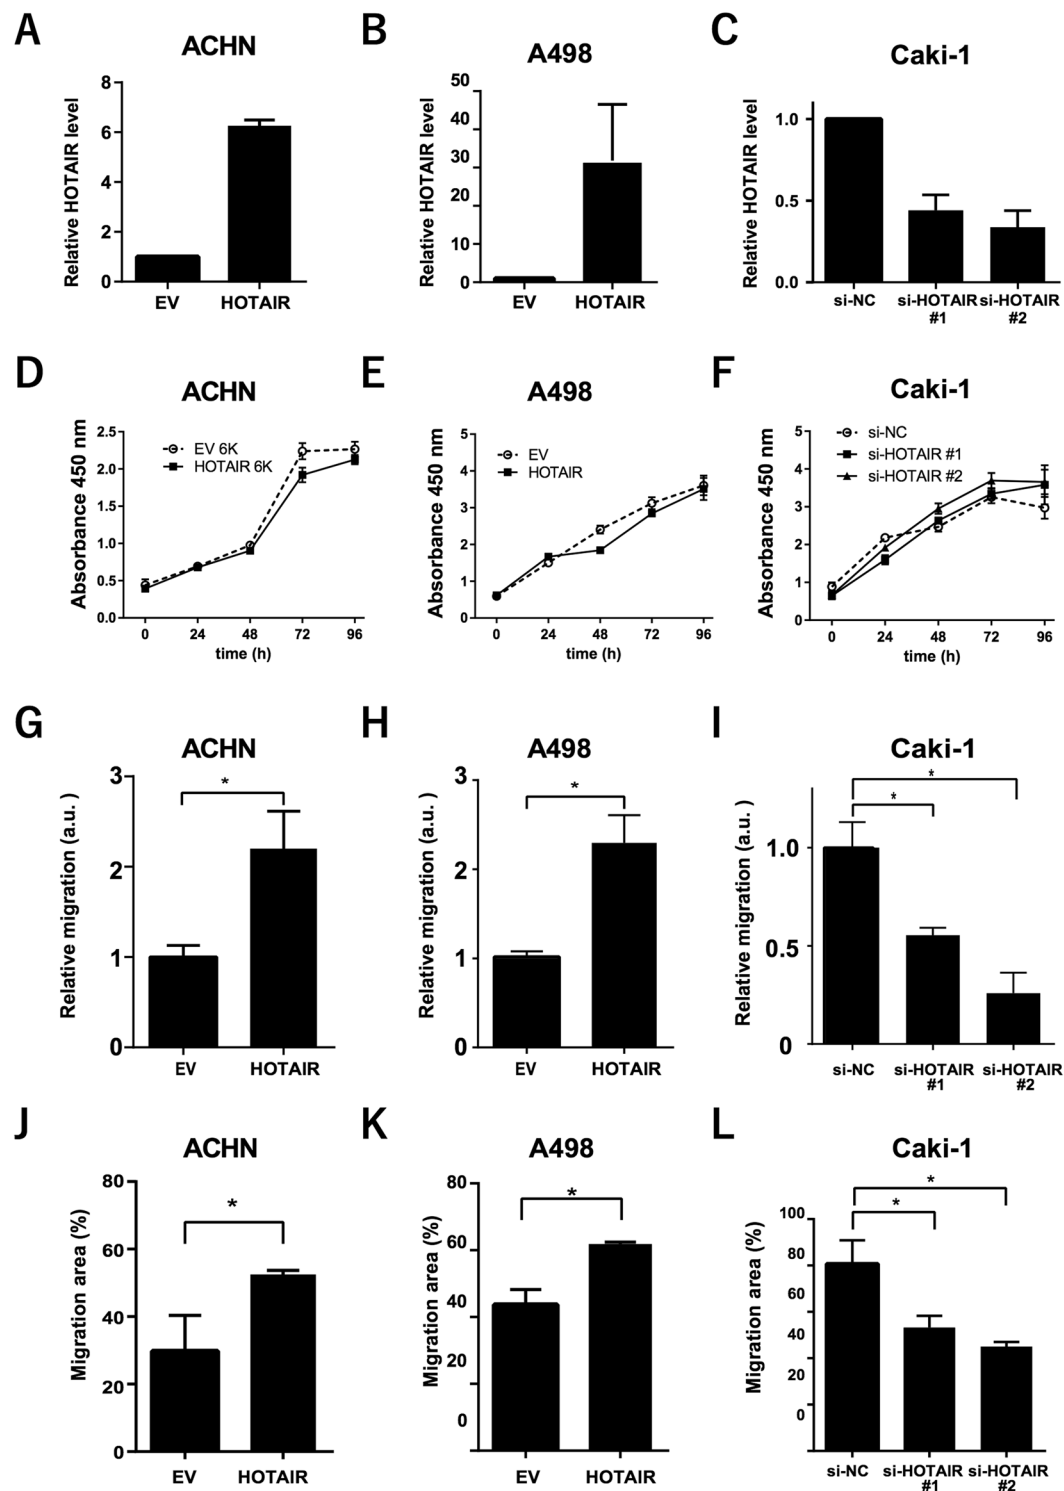 A
ACHN
Relative HOTAIR level
8
6
4
2
0
EV
HOTAIR
B
A498
Relative HOTAIR level
50
40
30
20
10
0
EV
HOTAIR
C
Caki-1
Relative HOTAIR level
1.0
0.5
0.0
si-NC
si-HOTAIR
#1
si-HOTAIR
#2
D
ACHN
Absorbance 450 nm
2.5
2.0
1.5
1.0
0.5
0.0
EV 6K
HOTAIR 6K
0 24 48 72 96
time (h)
E
A498
Absorbance 450 nm
5
4
3
2
1
0
EV
HOTAIR
0 24 48 72 96
time (h)
F
Caki-1
Absorbance 450 nm
5
4
3
2
1
0
si-NC
si-HOTAIR #1
si-HOTAIR #2
0 24 48 72 96
time (h)
G
ACHN
Relative migration (a.u. )
3
2
1
0
*
EV
HOTAIR
H
A498
Relative migration (a.u. )
3
2
1
0
*
EV
HOTAIR
I
Caki-1
Relative migration (a.u. )
1.0
0.5
0
*
*
si-NC
si-HOTAIR
#1
si-HOTAIR
#2
J
ACHN
Migration area (%)
80
60
40
20
0
*
EV
HOTAIR
K
A498
Migration area (%)
80
60
40
20
0
*
EV
HOTAIR
L
Caki-1
Migration area (%)
100
80
60
40
20
0
*
*
si-NC
si-HOTAIR
#1
si-HOTAIR
#2